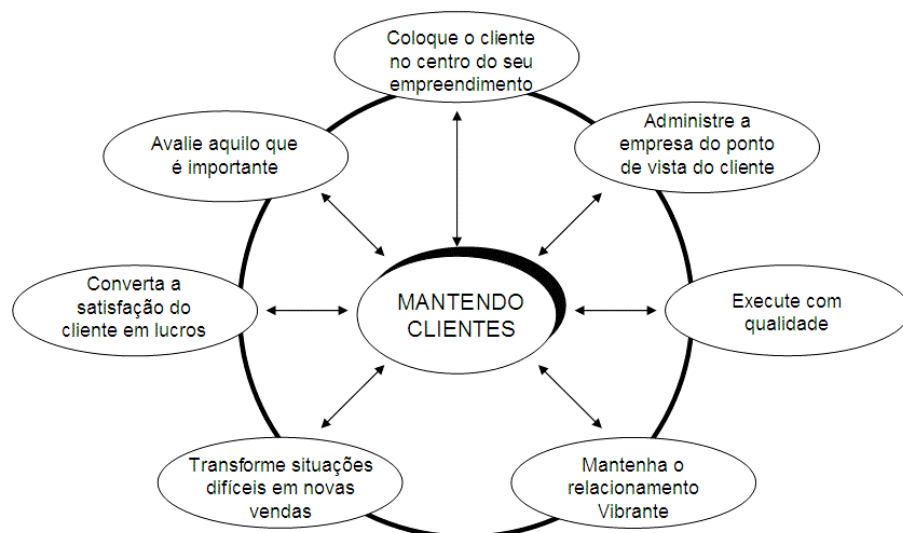 Coloque o cliente
no centro do seu
empreendimento
Administre a
empresa do ponto
de vista do cliente
Execute com
qualidade
Mantenha o
relacionamento
Vibrante
Transforme situações
difíceis em novas
vendas
Converta a
satisfação do
cliente em lucros
Avalie aquilo que
é importante
MANTENDO
CLIENTES